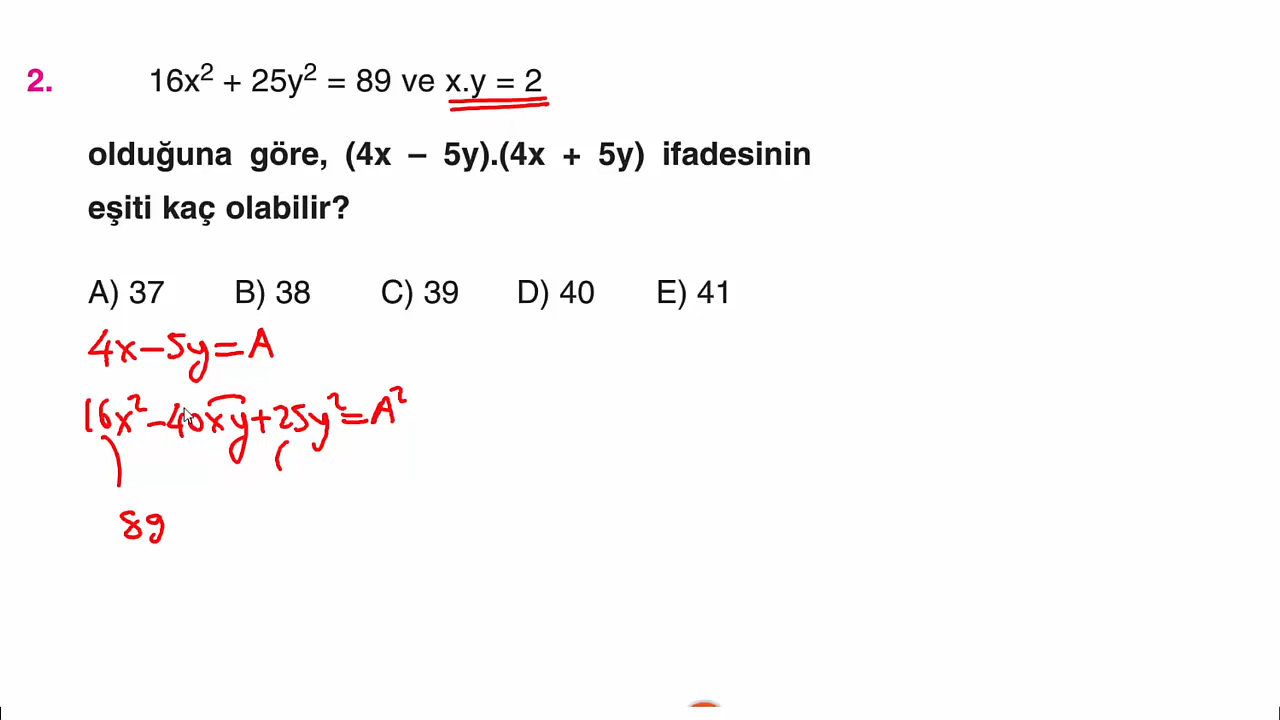 2. 16x² + 25y² = 89 ve x.y = 2
olduğuna göre, (4x – 5y).(4x + 5y) ifadesinin
eşiti kaç olabilir?
A) 37 B) 38 C) 39 D) 40 E) 41
4x-5y=A
16x²-40xy+25y²=A²
89